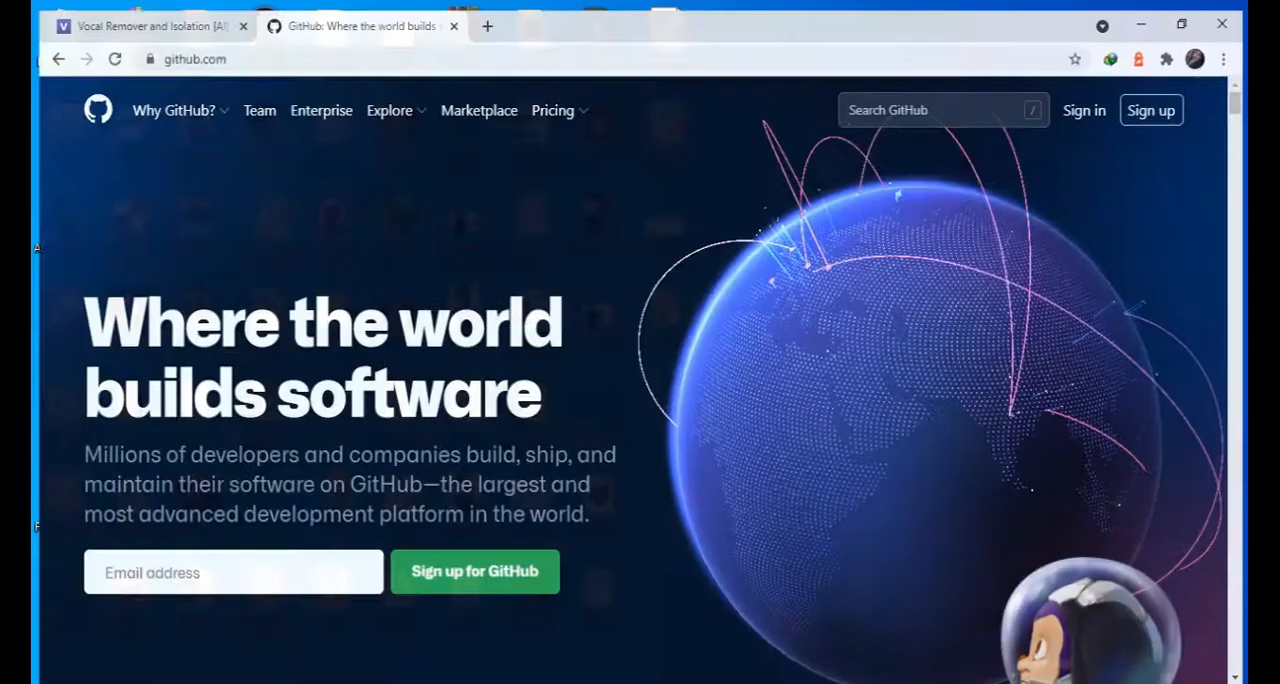 Vocal Remover and Isolation [AI]
GitHub: Where the world builds s
github.com
Why GitHub? Team Enterprise Explore Marketplace Pricing
Search GitHub /
Sign in Sign up
Where the world
builds software
Millions of developers and companies build, ship, and
maintain their software on GitHub—the largest and
most advanced development platform in the world.
Email address
Sign up for GitHub